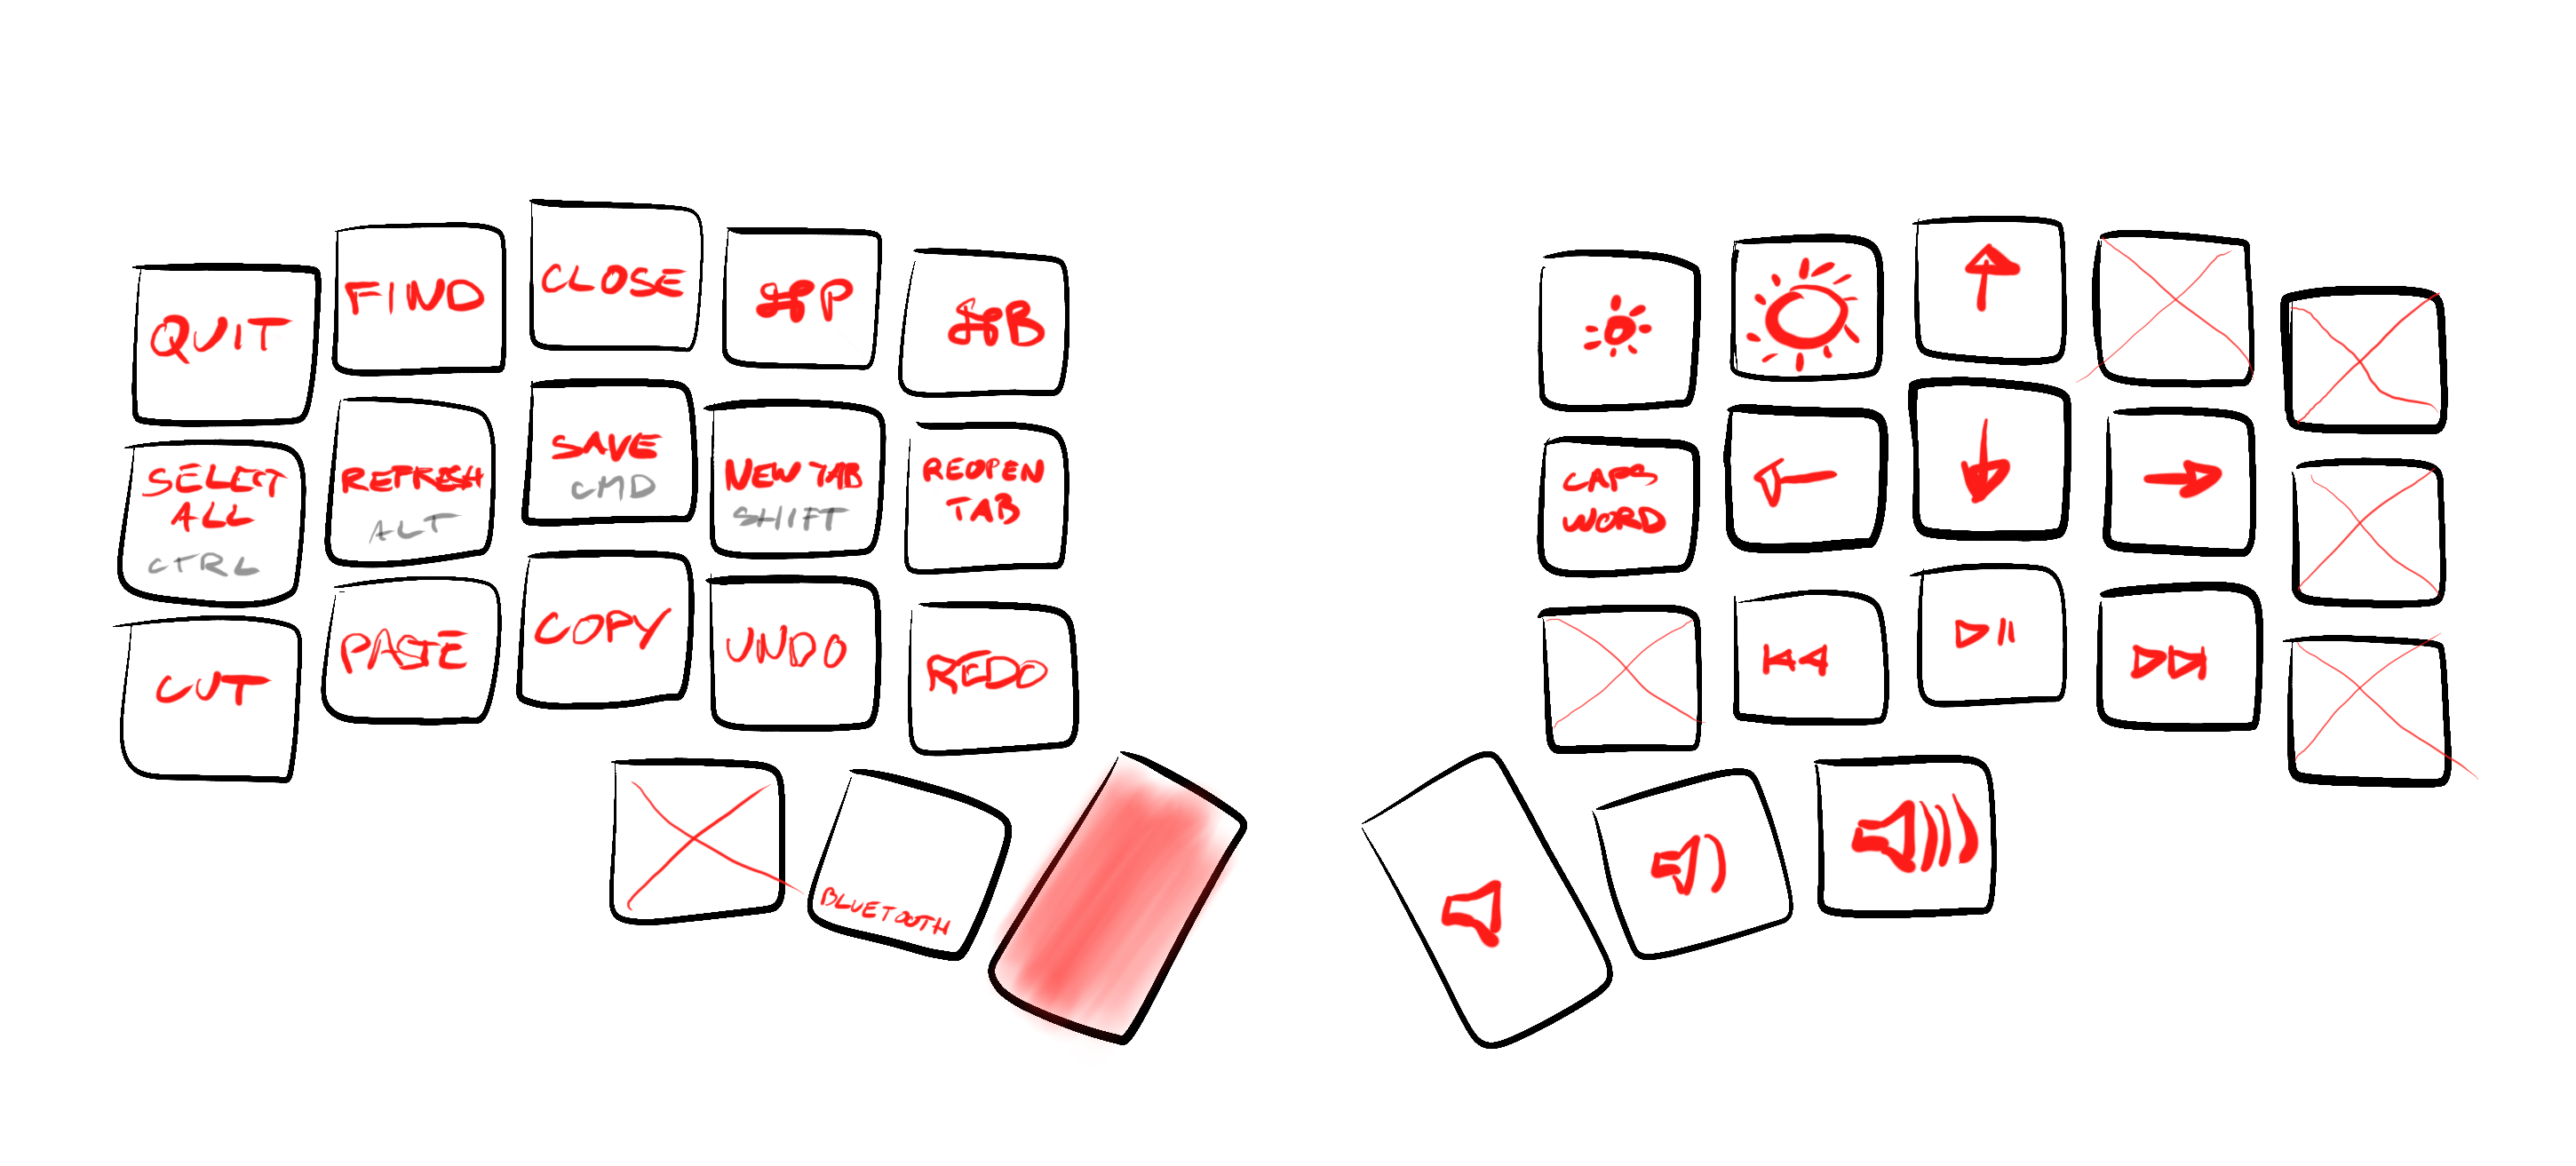 QUIT
FIND
CLOSE
⌘P
⌘B
SELECT
ALL
CTRL
REFRESH
ALT
SAVE
CMD
NEW TAB
SHIFT
REOPEN
TAB
CAPS
WORD
CUT
PASTE
COPY
UNDO
REDO
BLUETOOTH